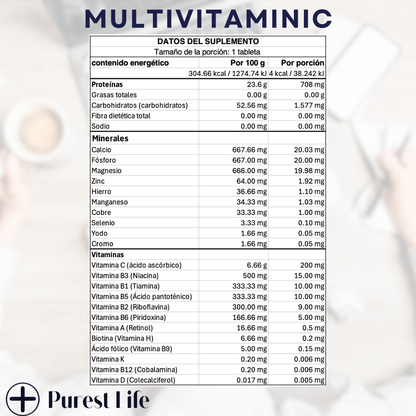 MULTIVITAMINIC
DATOS DEL SUPLEMENTO
Tamaño de la porción: 1 tableta
contenido energético Por 100 g Por porción
304.66 kcal / 1274.74 kJ 4 kcal / 38.242 kJ
Proteínas 23.6 g 708 mg
Grasas totales 0.00 g 0.00 g
Carbohidratos (carbohidratos) 52.56 mg 1.577 mg
Fibra dietética total 0.00 mg 0.00 mg
Sodio 0.00 mg 0.00 mg
Minerales
Calcio 667.66 mg 20.03 mg
Fósforo 667.00 mg 20.00 mg
Magnesio 666.00 mg 19.98 mg
Zinc 64.00 mg 1.92 mg
Hierro 36.66 mg 1.10 mg
Manganeso 34.33 mg 1.03 mg
Cobre 33.33 mg 1.00 mg
Selenio 3.33 mg 0.10 mg
Yodo 1.66 mg 0.05 mg
Cromo 1.66 mg 0.05 mg
Vitaminas
Vitamina C (ácido ascórbico) 6.66 g 200 mg
Vitamina B3 (Niacina) 500 mg 15.00 mg
Vitamina B1 (Tiamina) 333.33 mg 10.00 mg
Vitamina B5 (Ácido pantoténico) 333.33 mg 10.00 mg
Vitamina B2 (Riboflavina) 300.00 mg 9.00 mg
Vitamina B6 (Piridoxina) 166.66 mg 5.00 mg
Vitamina A (Retinol) 16.66 mg 0.5 mg
Biotina (Vitamina H) 6.66 mg 0.2 mg
Ácido fólico (Vitamina B9) 5.00 mg 0.15 mg
Vitamina K 0.20 mg 0.006 mg
Vitamina B12 (Cobalamina) 0.20 mg 0.006 mg
Vitamina D (Colecalciferol) 0.017 mg 0.005 mg
Purest Life